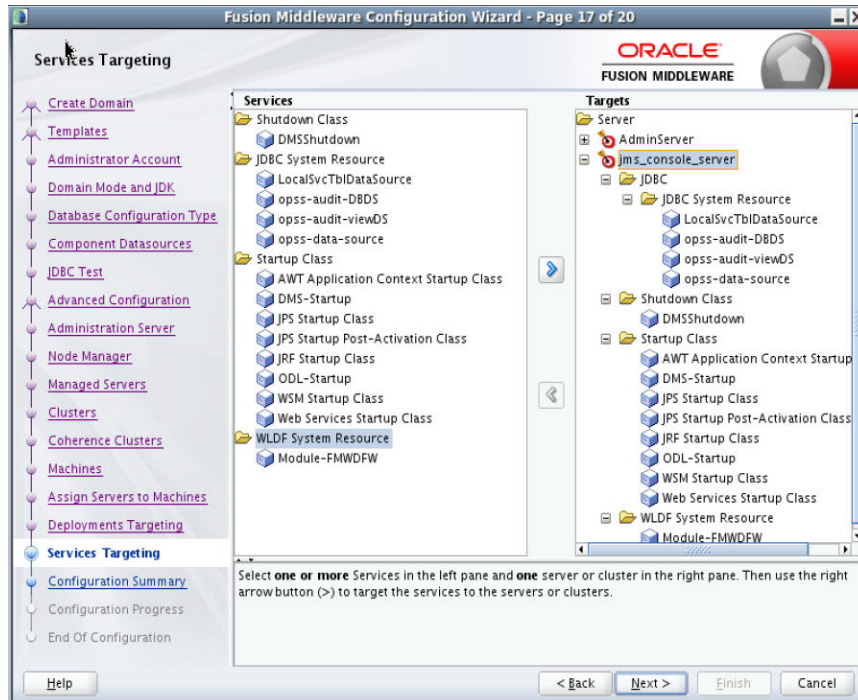 Fusion Middleware Configuration Wizard - Page 17 of 20
Services Targeting
ORACLE
FUSION MIDDLEWARE
Create Domain
Templates
Administrator Account
Domain Mode and JDK
Database Configuration Type
Component Datasources
JDBC Test
Advanced Configuration
Administration Server
Node Manager
Managed Servers
Clusters
Coherence Clusters
Machines
Assign Servers to Machines
Deployments Targeting
Services Targeting
Configuration Summary
Configuration Progress
End Of Configuration
Services
Shutdown Class
DMSShutdown
JDBC System Resource
LocalSvcTblDataSource
opss-audit-DBDS
opss-audit-viewDS
opss-data-source
Startup Class
AWT Application Context Startup Class
DMS-Startup
JPS Startup Class
JPS Startup Post-Activation Class
JRF Startup Class
ODL-Startup
WSM Startup Class
Web Services Startup Class
WLDF System Resource
Module-FMWDFW
Targets
Server
AdminServer
jms_console_server
JDBC
JDBC System Resource
LocalSvcTblDataSource
opss-audit-DBDS
opss-audit-viewDS
opss-data-source
Shutdown Class
DMSShutdown
Startup Class
AWT Application Context Startup
DMS-Startup
JPS Startup Class
JPS Startup Post-Activation Class
JRF Startup Class
ODL-Startup
WSM Startup Class
Web Services Startup Class
WLDF System Resource
Module-FMWDFW
Select one or more Services in the left pane and one server or cluster in the right pane. Then use the right
arrow button (>) to target the services to the servers or clusters.
Help
< Back
Next >
Finish
Cancel